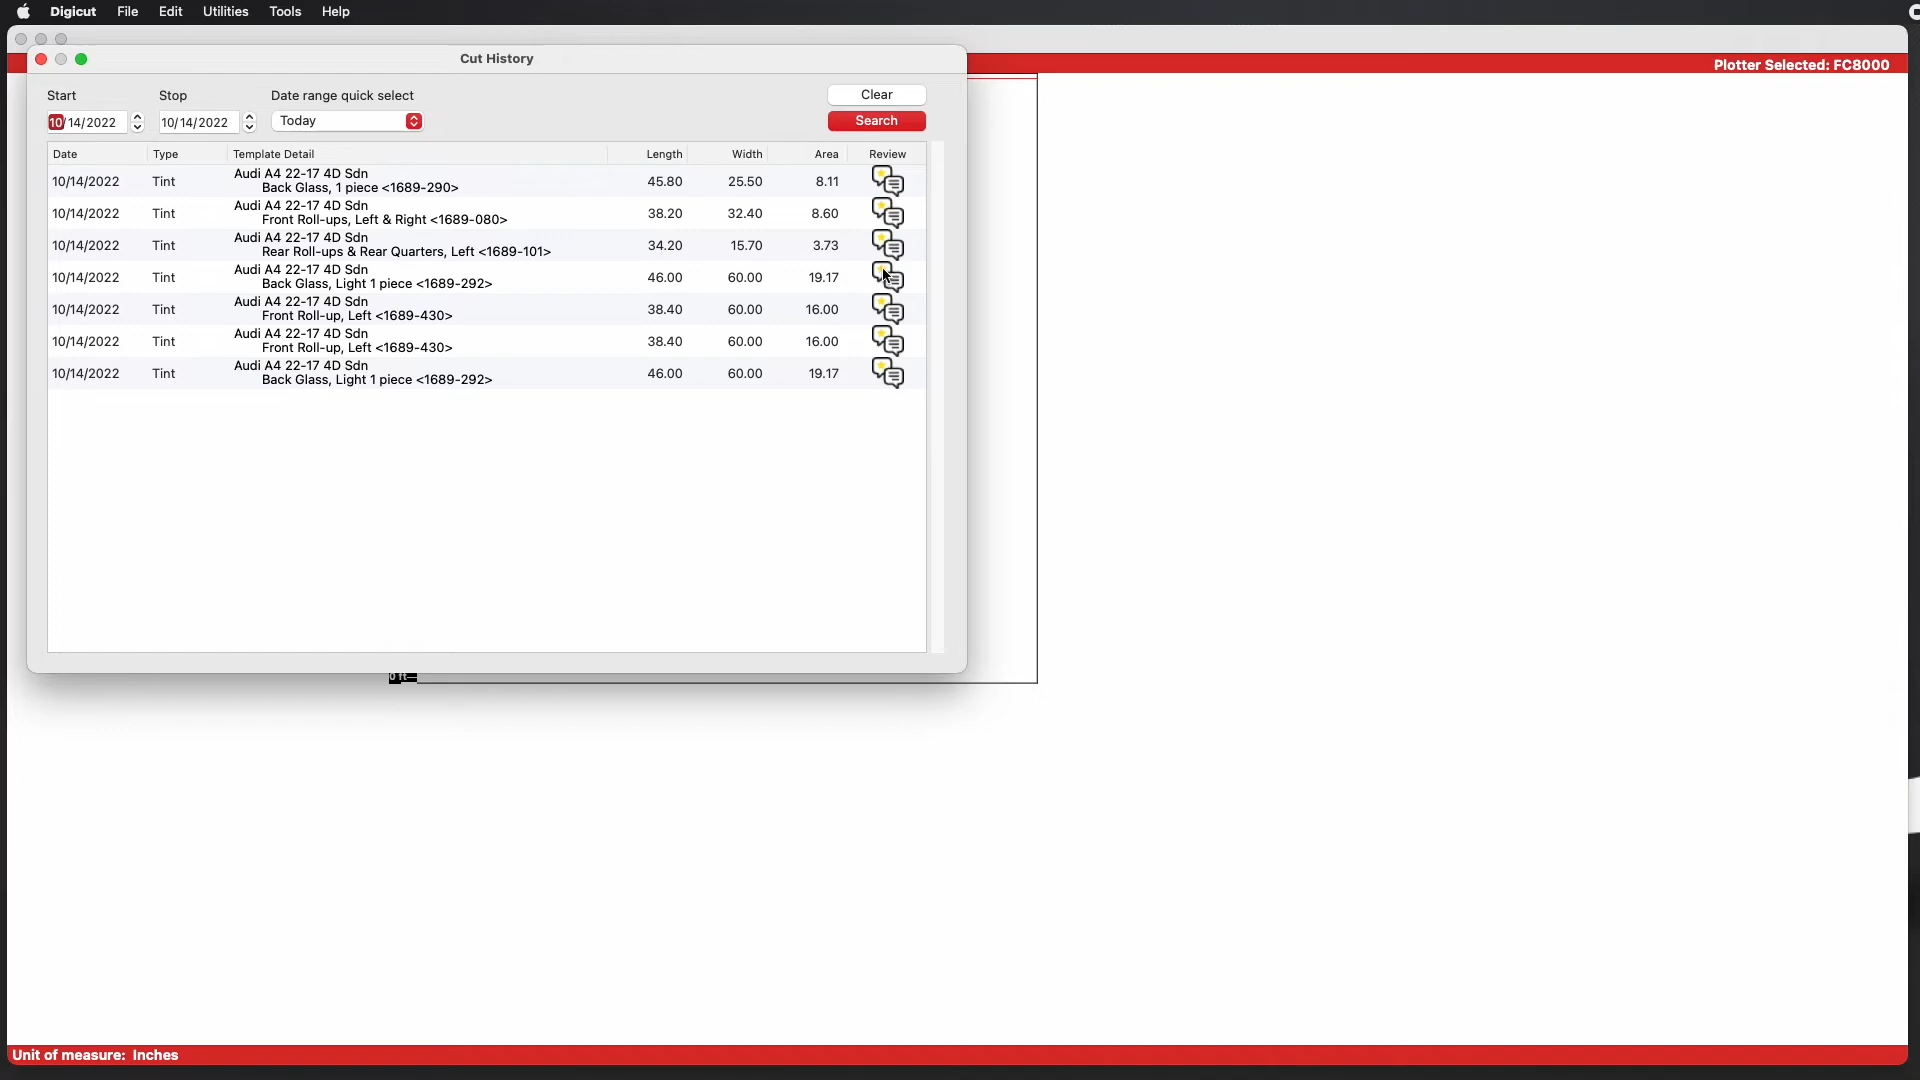 Digicut File Edit Utilities Tools Help
Cut History
Plotter Selected: FC8000
Start Stop Date range quick select Clear
10/14/2022 10/14/2022 Today Search
Date Type Template Detail Length Width Area Review
10/14/2022 Tint Audi A4 22-17 4D Sdn 45.80 25.50 8.11
Back Glass, 1 piece <1689-290>
10/14/2022 Tint Audi A4 22-17 4D Sdn 38.20 32.40 8.60
Front Roll-ups, Left & Right <1689-080>
10/14/2022 Tint Audi A4 22-17 4D Sdn 34.20 15.70 3.73
Rear Roll-ups & Rear Quarters, Left <1689-101>
10/14/2022 Tint Audi A4 22-17 4D Sdn 46.00 60.00 19.17
Back Glass, Light 1 piece <1689-292>
10/14/2022 Tint Audi A4 22-17 4D Sdn 38.40 60.00 16.00
Front Roll-up, Left <1689-430>
10/14/2022 Tint Audi A4 22-17 4D Sdn 38.40 60.00 16.00
Front Roll-up, Left <1689-430>
10/14/2022 Tint Audi A4 22-17 4D Sdn 46.00 60.00 19.17
Back Glass, Light 1 piece <1689-292>
0 ft
Unit of measure: Inches